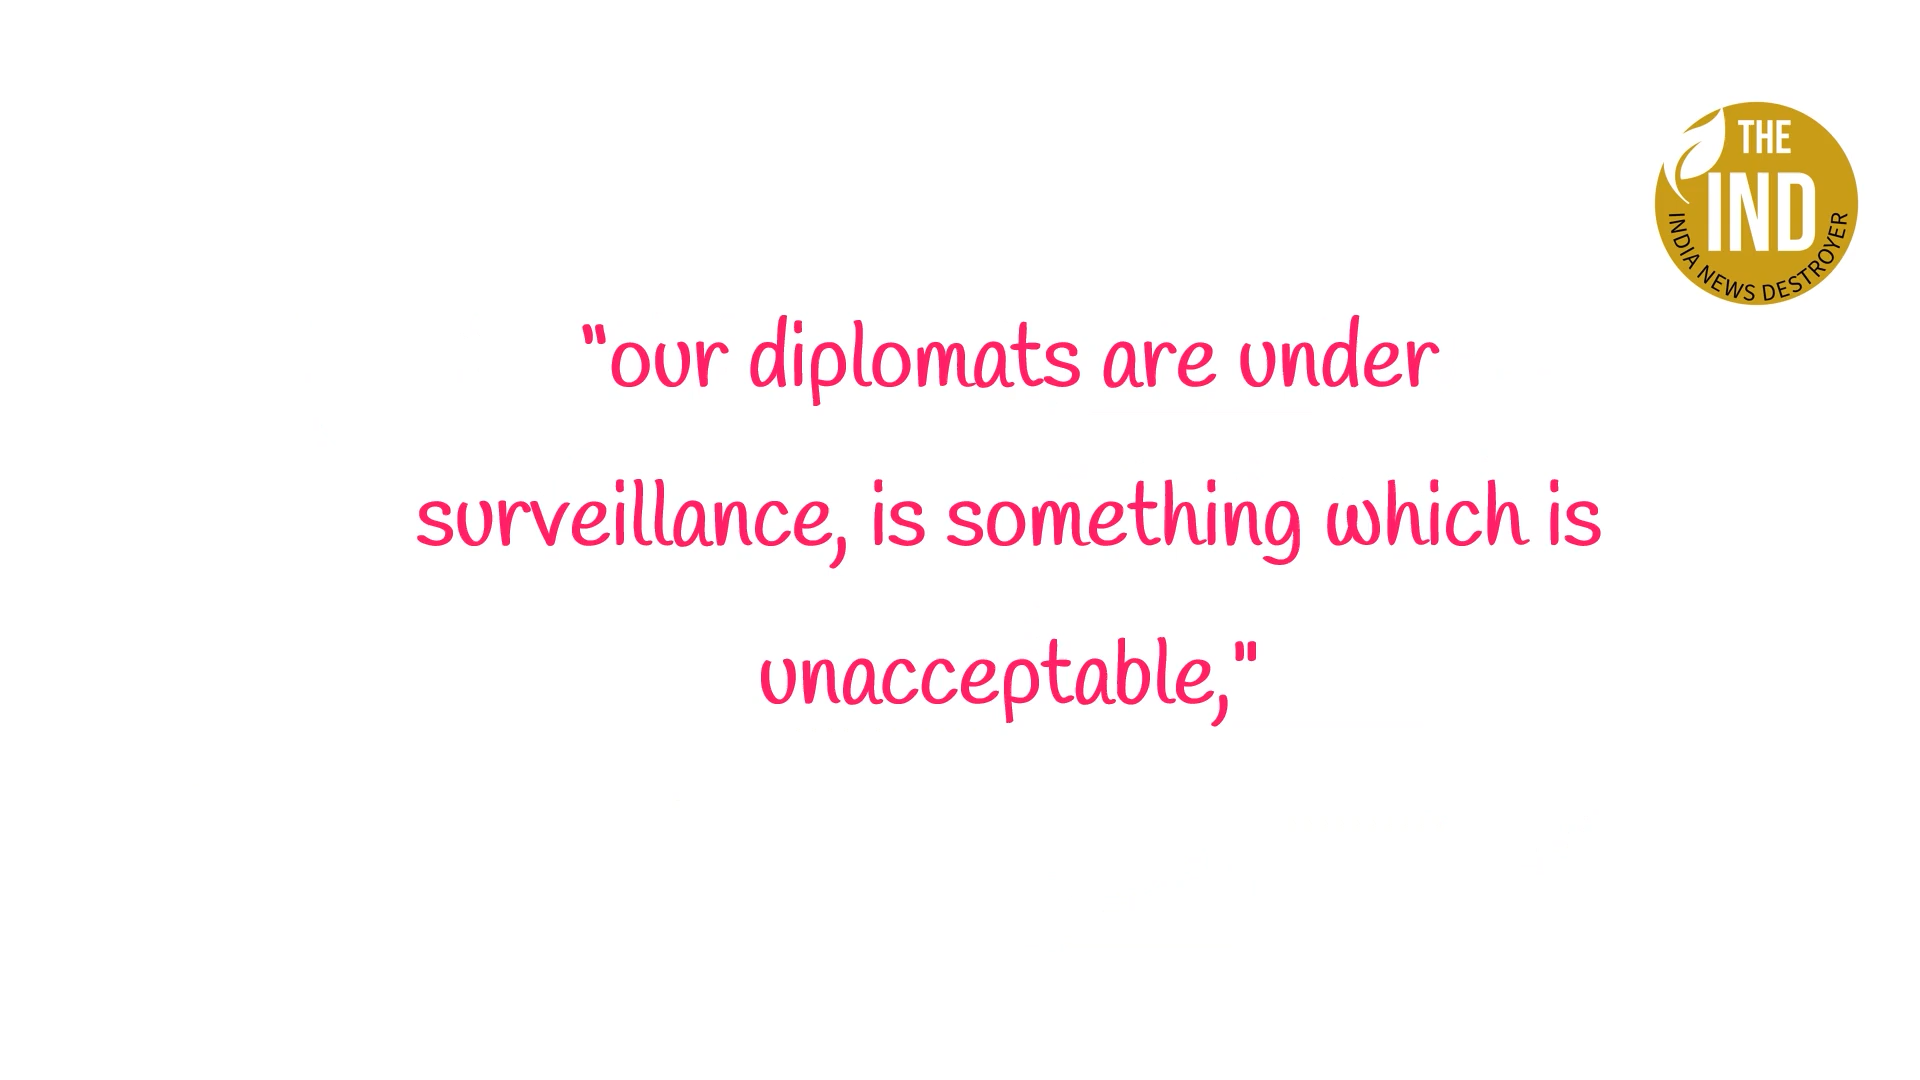 THE
IND
INDIA NEWS DESTROYER
"our diplomats are under
surveillance, is something which is
unacceptable,"